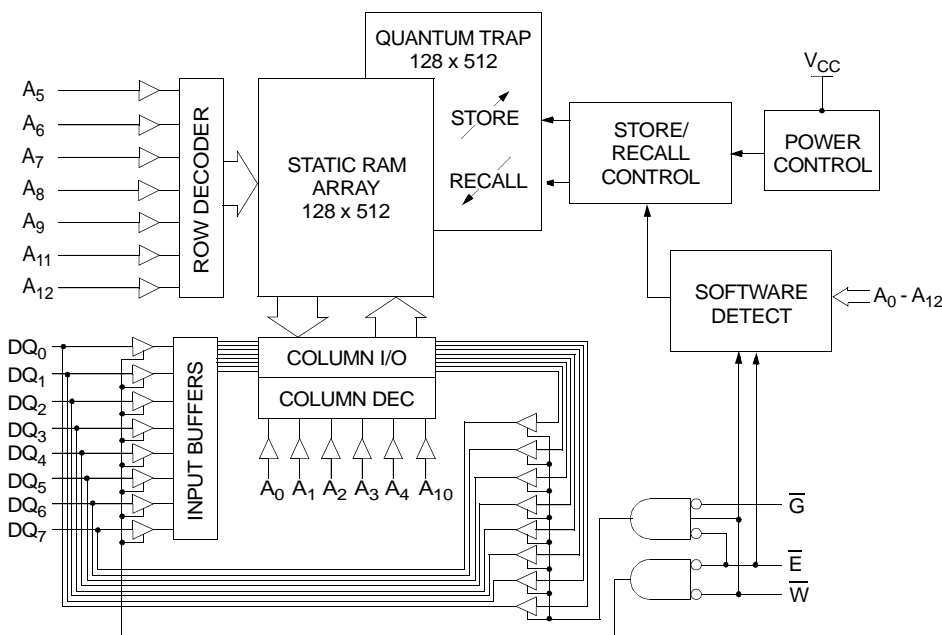 QUANTUM TRAP
128 x 512
STORE
RECALL
A5
A6
A7
A8
A9
A11
A12
ROW DECODER
STATIC RAM
ARRAY
128 x 512
STORE/
RECALL
CONTROL
VCC
POWER
CONTROL
SOFTWARE
DETECT
A0 - A12
DQ0
DQ1
DQ2
DQ3
DQ4
DQ5
DQ6
DQ7
INPUT BUFFERS
COLUMN I/O
COLUMN DEC
A0 A1 A2 A3 A4 A10
G̅
E̅
W̅